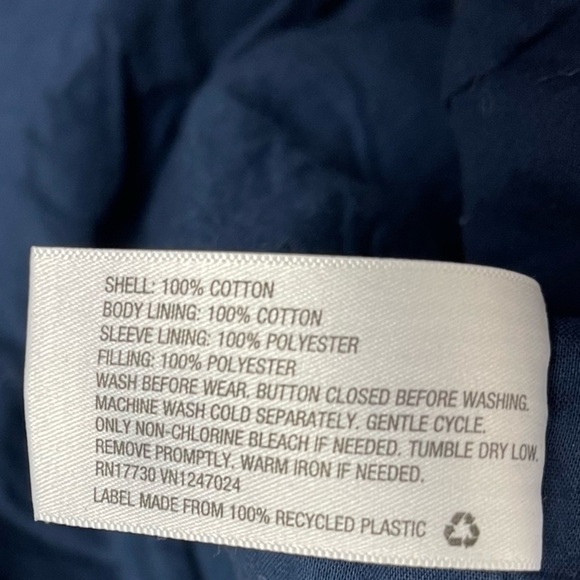 SHELL: 100% COTTON
BODY LINING: 100% COTTON
SLEEVE LINING: 100% POLYESTER
FILLING: 100% POLYESTER
WASH BEFORE WEAR. BUTTON CLOSED BEFORE WASHING.
MACHINE WASH COLD SEPARATELY. GENTLE CYCLE.
ONLY NON-CHLORINE BLEACH IF NEEDED. TUMBLE DRY LOW.
REMOVE PROMPTLY. WARM IRON IF NEEDED.
RN17730 VN1247024
LABEL MADE FROM 100% RECYCLED PLASTIC